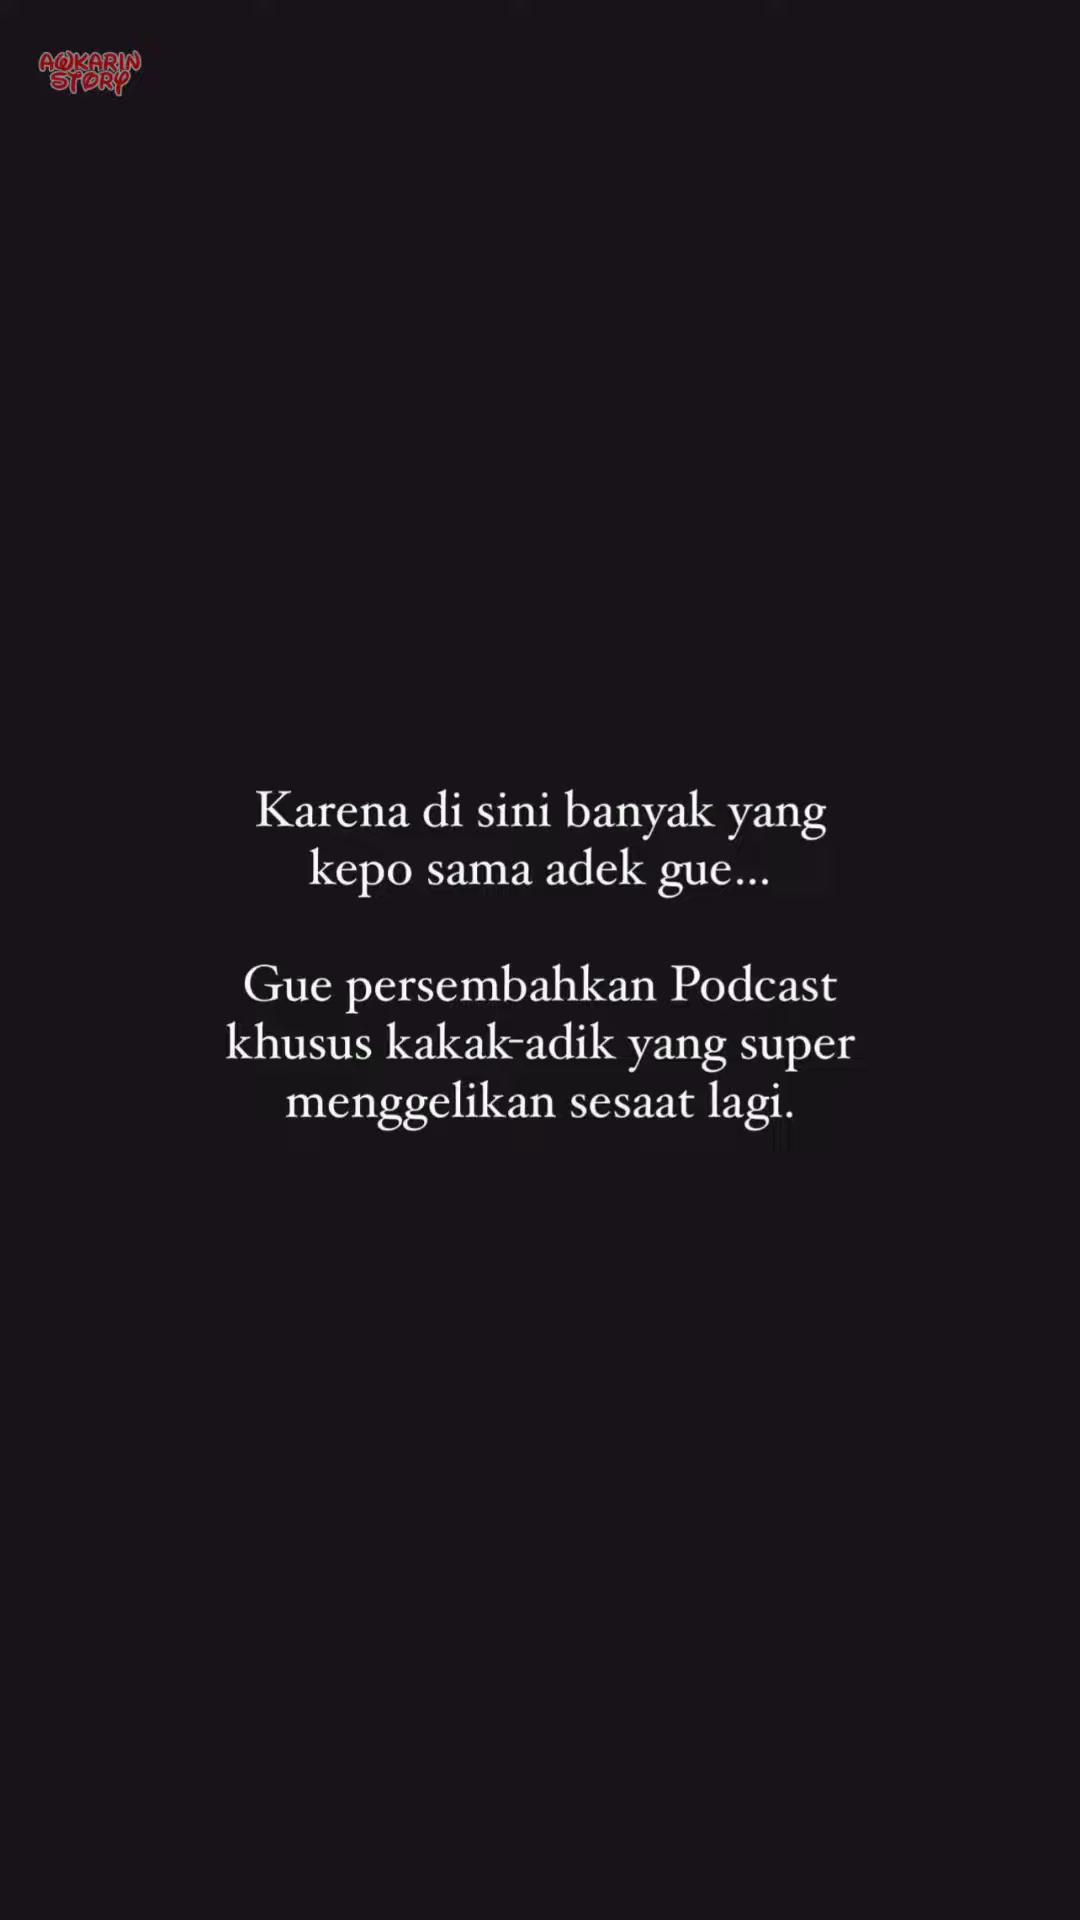 AWKARIN
STORY
Karena di sini banyak yang
kepo sama adek gue...
Gue persembahkan Podcast
khusus kakak-adik yang super
menggelikan sesaat lagi.